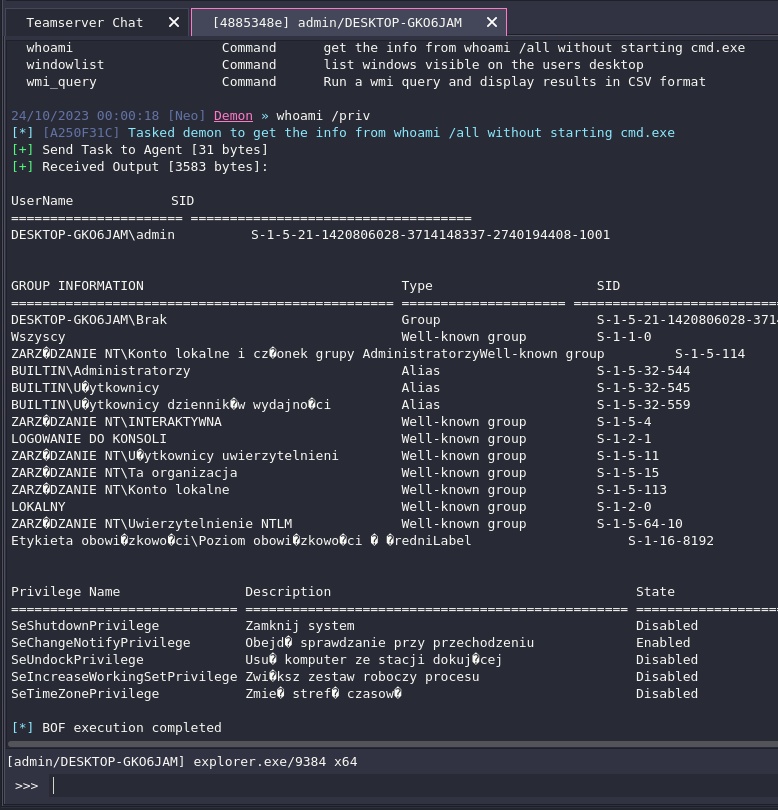 Teamserver Chat ✕ [4885348e] admin/DESKTOP-GKO6JAM ✕
whoami Command get the info from whoami /all without starting cmd.exe
windowlist Command list windows visible on the users desktop
wmi_query Command Run a wmi query and display results in CSV format
24/10/2023 00:00:18 [Neo] Demon » whoami /priv
[*] [A250F31C] Tasked demon to get the info from whoami /all without starting cmd.exe
[+] Send Task to Agent [31 bytes]
[+] Received Output [3583 bytes]:
UserName SID
====================== ====================================
DESKTOP-GKO6JAM\admin S-1-5-21-1420806028-3714148337-2740194408-1001
GROUP INFORMATION Type SID
================================================= ===================== ==========================
DESKTOP-GKO6JAM\Brak Group S-1-5-21-1420806028-371
Wszyscy Well-known group S-1-1-0
ZARZ�DZANIE NT\Konto lokalne i cz�onek grupy AdministratorzyWell-known group S-1-5-114
BUILTIN\Administratorzy Alias S-1-5-32-544
BUILTIN\U�ytkownicy Alias S-1-5-32-545
BUILTIN\U�ytkownicy dziennik�w wydajno�ci Alias S-1-5-32-559
ZARZ�DZANIE NT\INTERAKTYWNA Well-known group S-1-5-4
LOGOWANIE DO KONSOLI Well-known group S-1-2-1
ZARZ�DZANIE NT\U�ytkownicy uwierzytelnieni Well-known group S-1-5-11
ZARZ�DZANIE NT\Ta organizacja Well-known group S-1-5-15
ZARZ�DZANIE NT\Konto lokalne Well-known group S-1-5-113
LOKALNY Well-known group S-1-2-0
ZARZ�DZANIE NT\Uwierzytelnienie NTLM Well-known group S-1-5-64-10
Etykieta obowi�zkowo�ci\Poziom obowi�zkowo�ci � �redniLabel S-1-16-8192
Privilege Name Description State
============================= ================================================= ==================
SeShutdownPrivilege Zamknij system Disabled
SeChangeNotifyPrivilege Obejd� sprawdzanie przy przechodzeniu Enabled
SeUndockPrivilege Usu� komputer ze stacji dokuj�cej Disabled
SeIncreaseWorkingSetPrivilege Zwi�ksz zestaw roboczy procesu Disabled
SeTimeZonePrivilege Zmie� stref� czasow� Disabled
[*] BOF execution completed
[admin/DESKTOP-GKO6JAM] explorer.exe/9384 x64
>>>